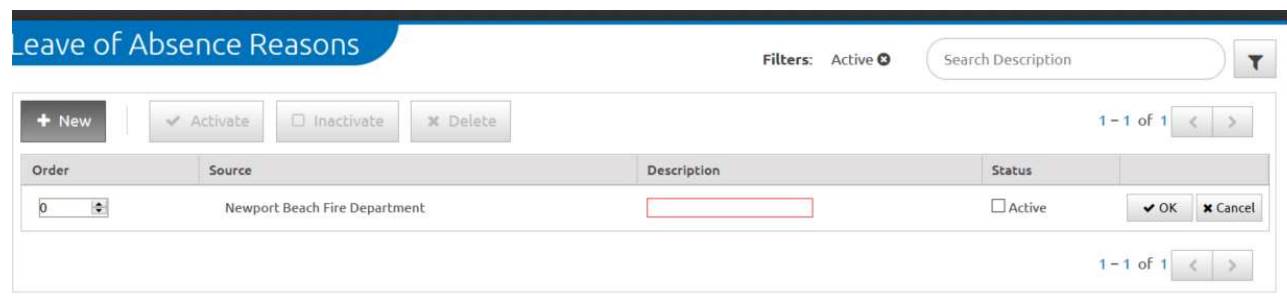 Leave of Absence Reasons
Filters: Active
Search Description
New Activate Inactivate Delete
1 - 1 of 1
Order Source Description Status
0 Newport Beach Fire Department Active OK Cancel
1 - 1 of 1